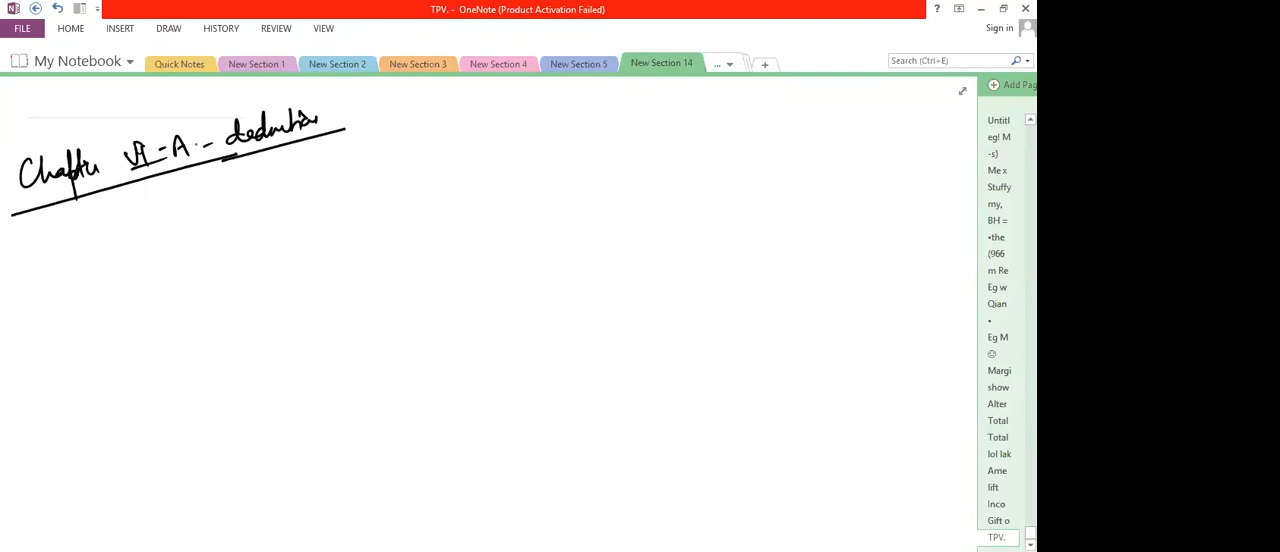 TPV. - OneNote (Product Activation Failed)
?
FILE HOME INSERT DRAW HISTORY REVIEW VIEW
Sign in
My Notebook
Quick Notes
New Section 1
New Section 2
New Section 3
New Section 4
New Section 5
New Section 14
...
+
Search (Ctrl+E)
Add Pag
Chapter VI-A - deduction
Untitl
eg! M
-s)
Me x
Stuffy
my,
BH =
•the
(966
m Re
Eg w
Qian
•
Eg M
☹
Margi
show
Alter
Total
Total
lol lak
Ame
lift
!nco
Gift o
TPV.